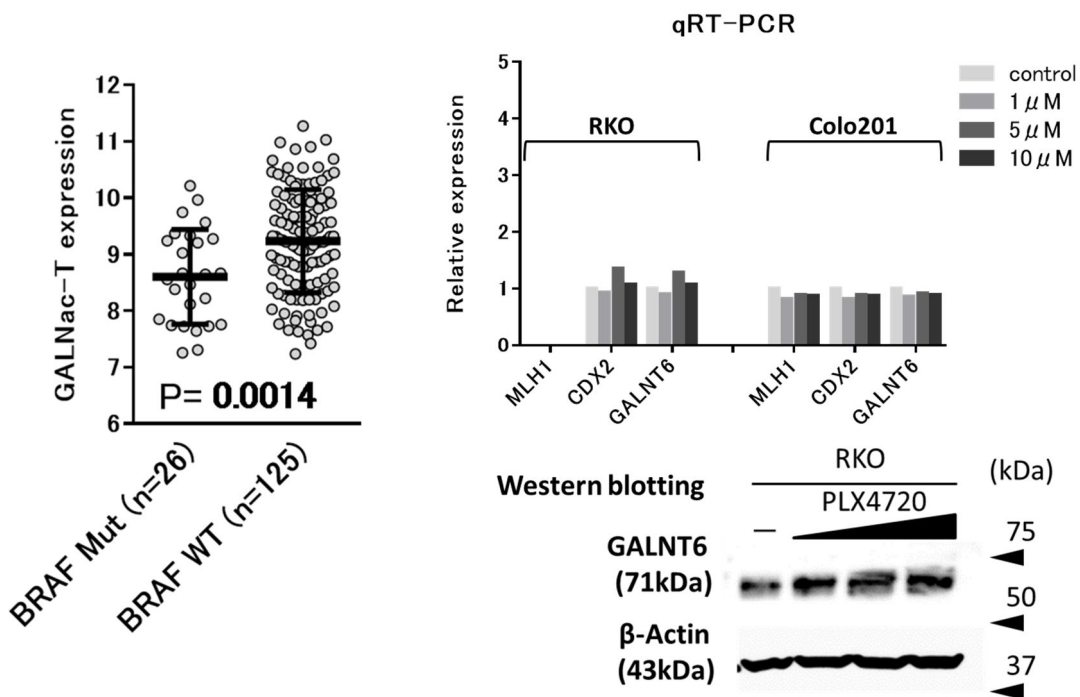 GALNac-T expression
12
11
10
9
8
7
6
P= 0.0014
BRAF Mut (n=26)
BRAF WT (n=125)
qRT-PCR
Relative expression
5
4
3
2
1
0
RKO
Colo201
control
1 μ M
5 μ M
10 μ M
MLH1
CDX2
GALNT6
MLH1
CDX2
GALNT6
Western blotting
RKO
(kDa)
PLX4720
−
GALNT6
(71kDa)
75
50
β-Actin
(43kDa)
37